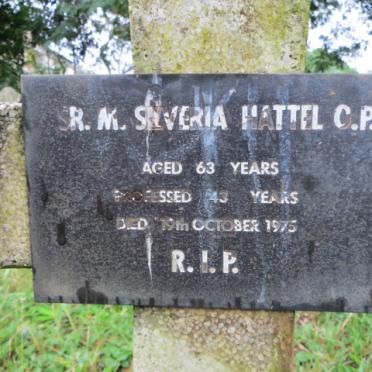 SR. M. SILVERIA HATTEL O.P.
AGED 63 YEARS
PROFESSED 43 YEARS
DIED 19th OCTOBER 1975
R. I. P.